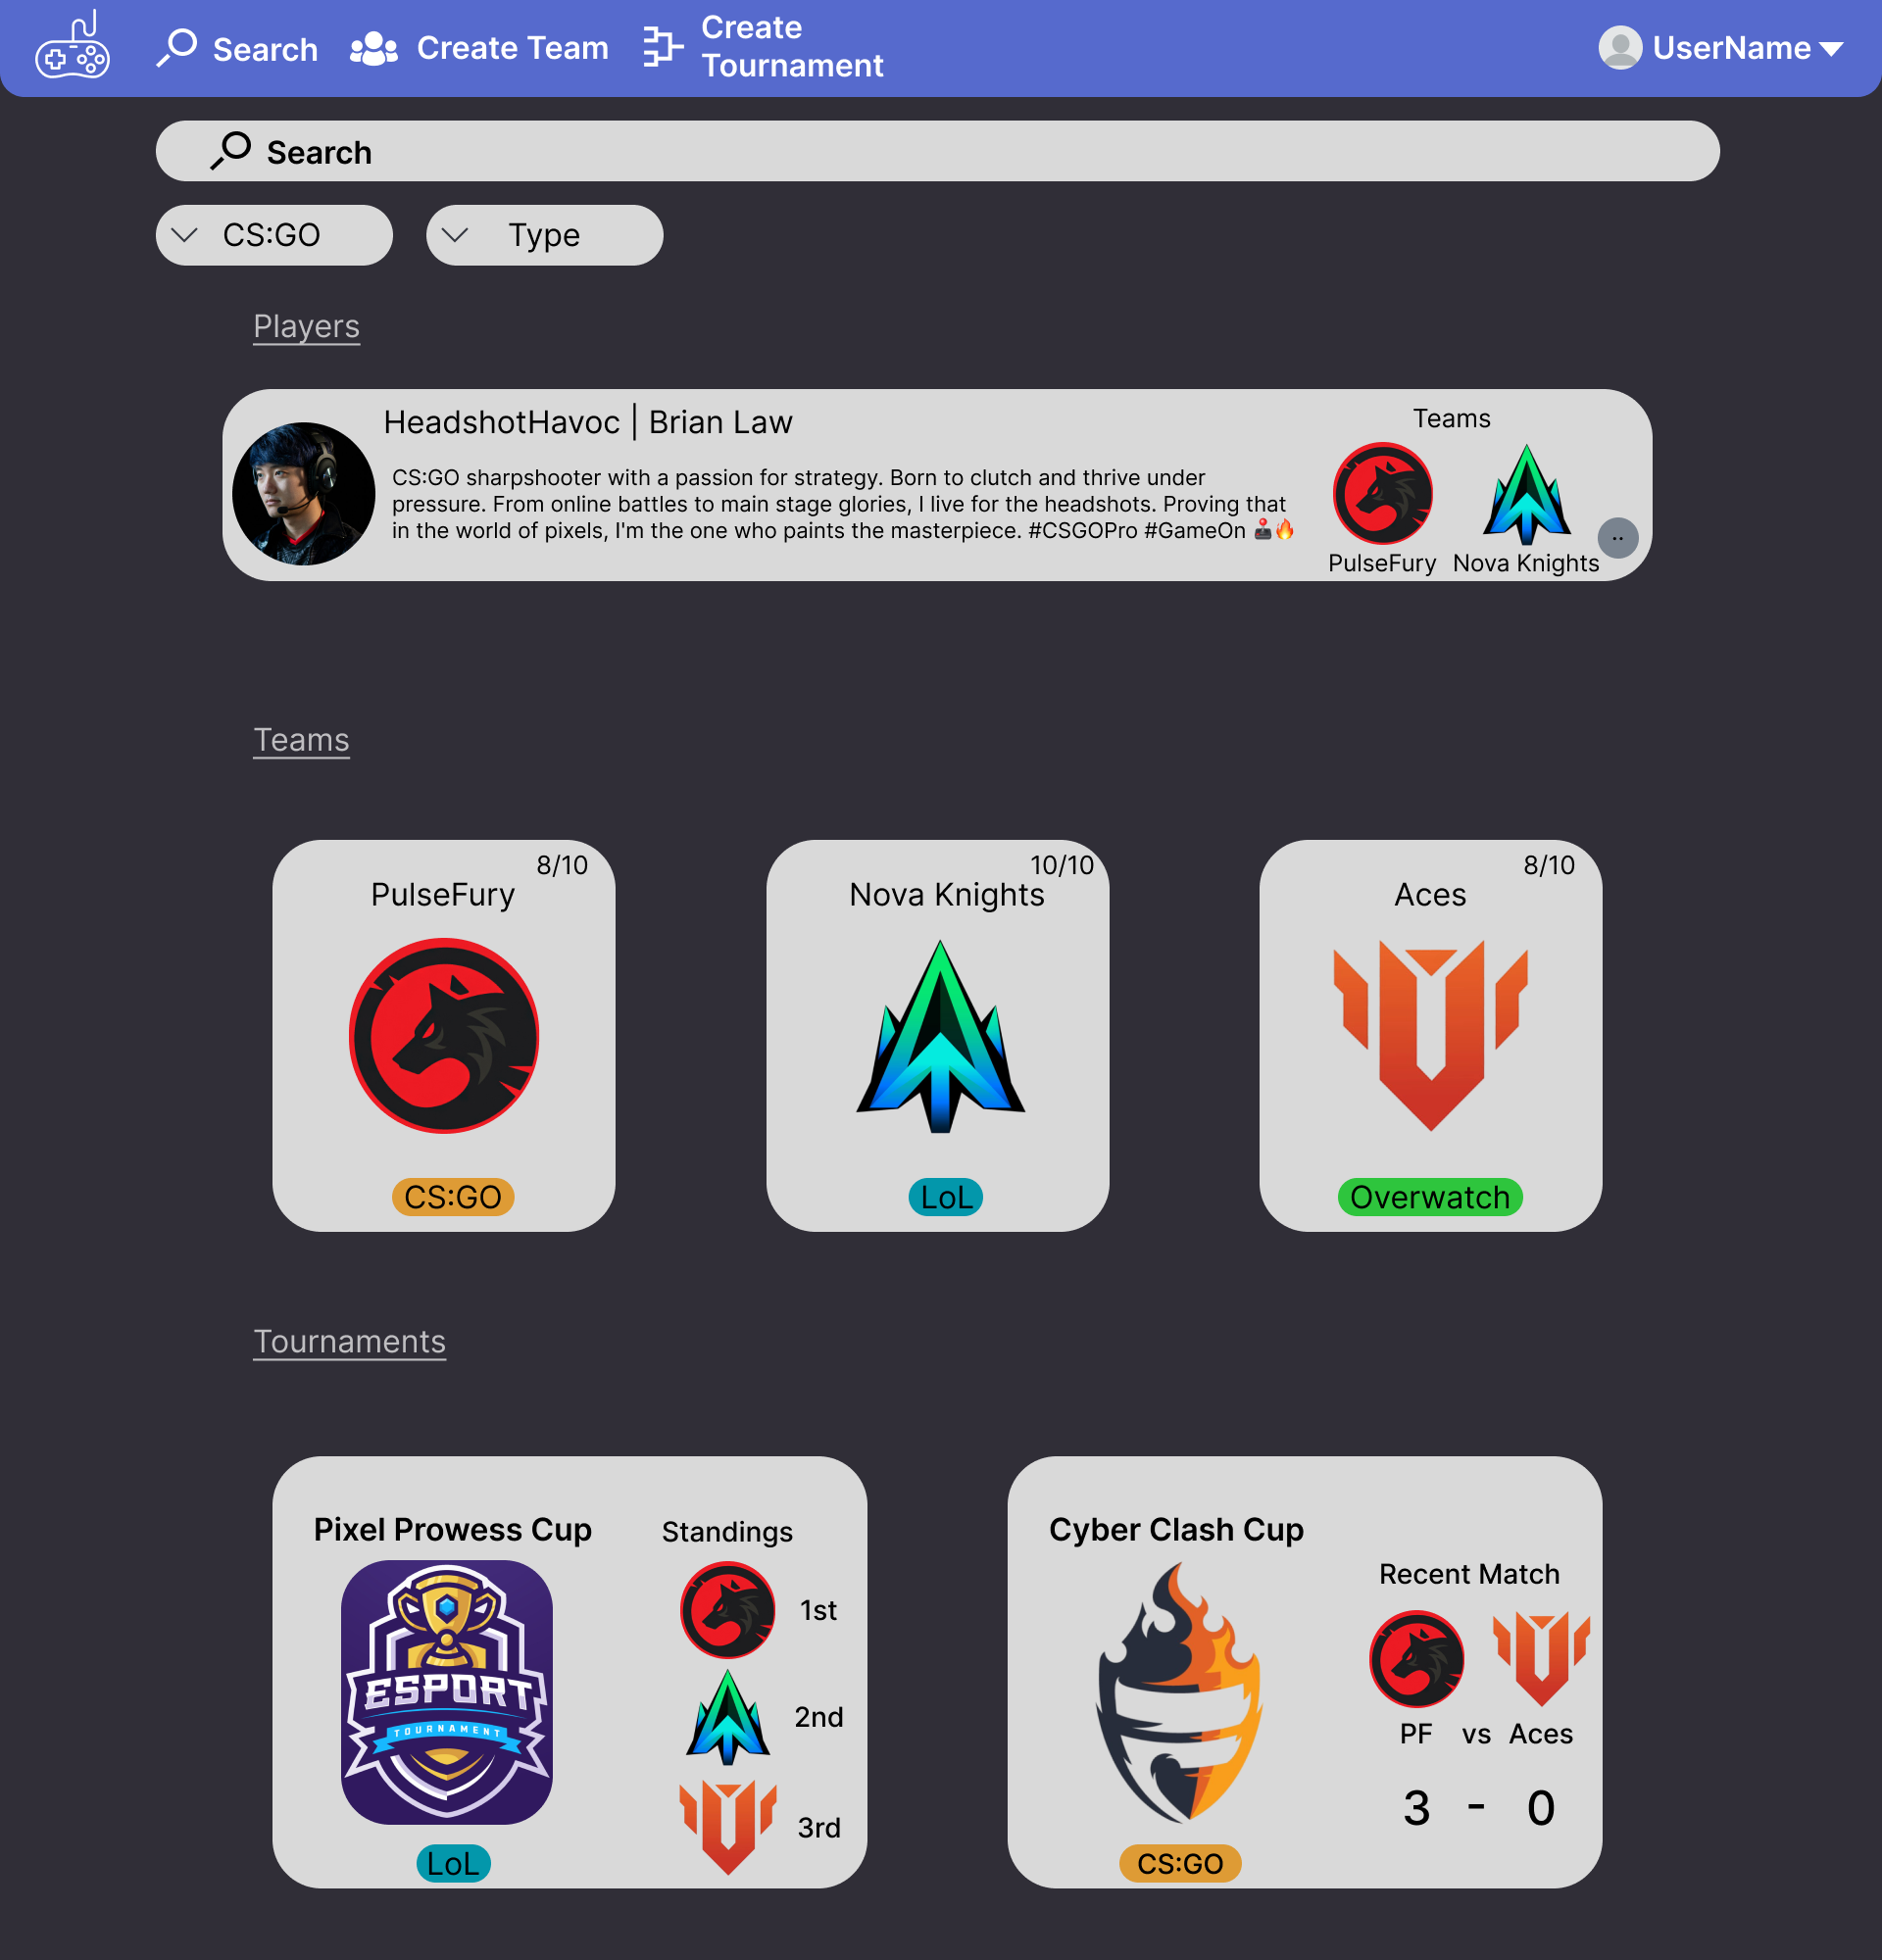 Search
Create Team
Create
Tournament
UserName
Search
CS:GO
Type
Players
HeadshotHavoc | Brian Law
CS:GO sharpshooter with a passion for strategy. Born to clutch and thrive under
pressure. From online battles to main stage glories, I live for the headshots. Proving that
in the world of pixels, I'm the one who paints the masterpiece. #CSGOPro #GameOn 🕹️🔥
Teams
PulseFury
Nova Knights
..
Teams
8/10
PulseFury
CS:GO
10/10
Nova Knights
LoL
8/10
Aces
Overwatch
Tournaments
Pixel Prowess Cup
ESPORT
TOURNAMENT
LoL
Standings
1st
2nd
3rd
Cyber Clash Cup
CS:GO
Recent Match
PF vs Aces
3 - 0